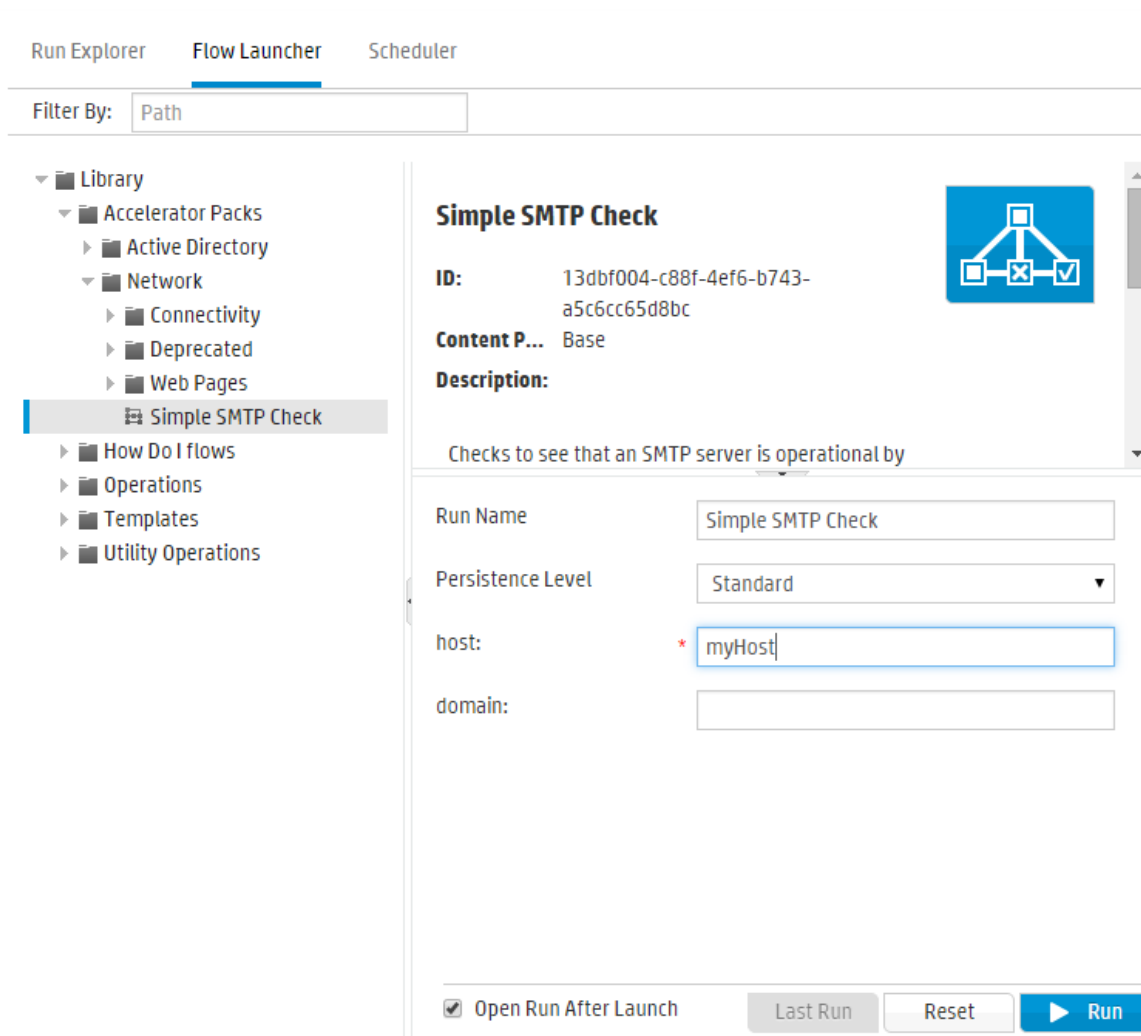 Run Explorer Flow Launcher Scheduler
Filter By: Path
Library
Accelerator Packs
Active Directory
Network
Connectivity
Deprecated
Web Pages
Simple SMTP Check
How Do I flows
Operations
Templates
Utility Operations
Simple SMTP Check
ID: 13dbf004-c88f-4ef6-b743-
a5c6cc65d8bc
Content P... Base
Description:
Checks to see that an SMTP server is operational by
Run Name Simple SMTP Check
Persistence Level Standard
host: * myHost
domain:
Open Run After Launch Last Run Reset Run